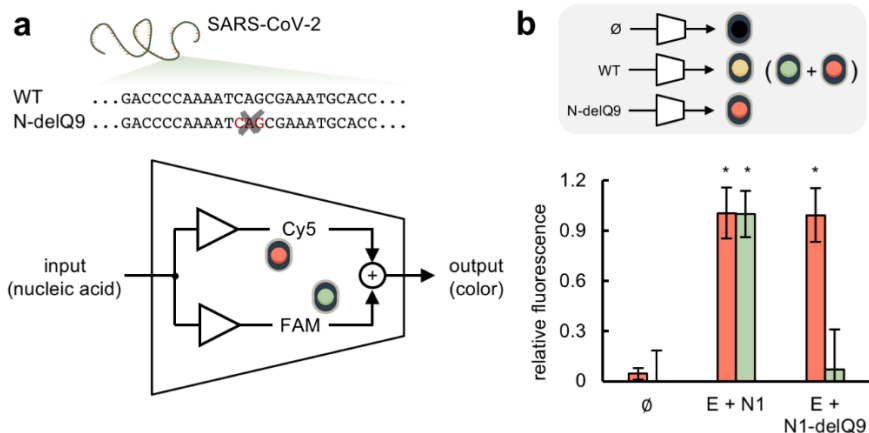 a
SARS-CoV-2
WT ...GACCCCAAAATCAGCGAAATGCACC...
N-delQ9 ...GACCCCAAAATCAGCGAAATGCACC...
input
(nucleic acid)
Cy5
FAM
+
output
(color)
b
Ø
WT ( + )
N-delQ9
relative fluorescence
1.2
0.9
0.6
0.3
0
* *
*
ø
E + N1
E +
N1-delQ9